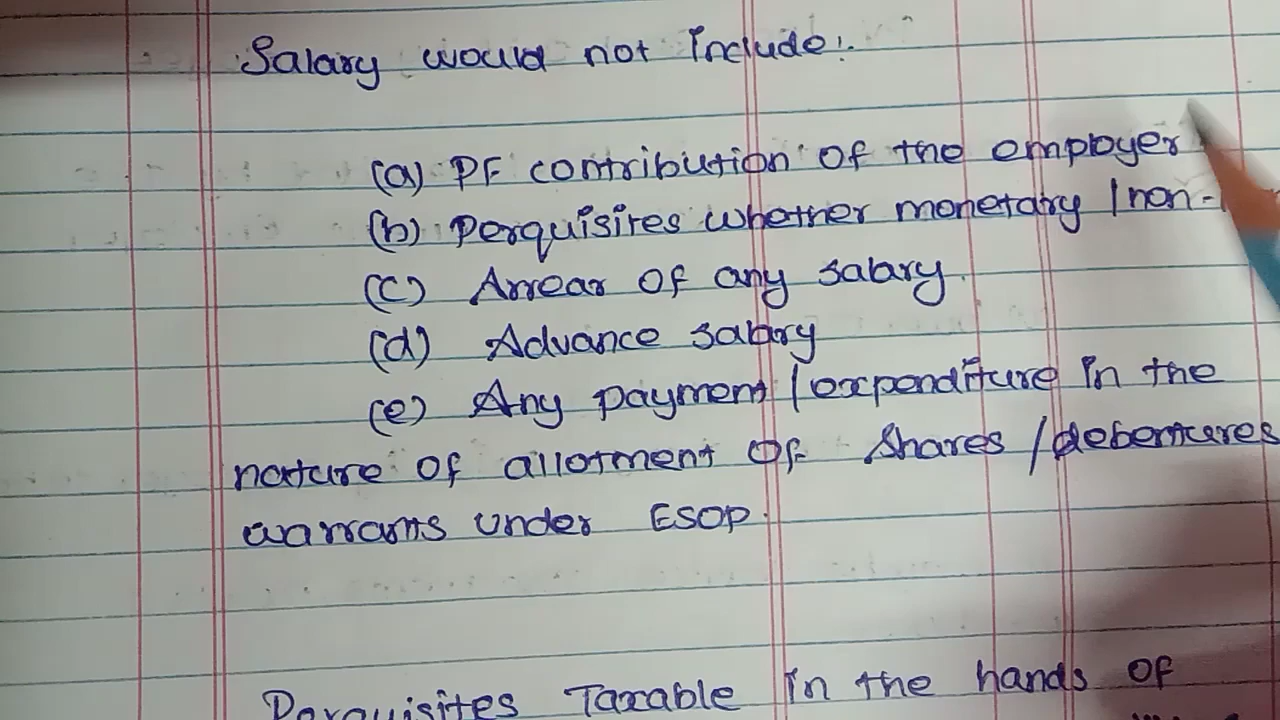 Salary would not include:
(a) PF contribution of the employer
(b) Perquisites whether monetary / non-
(c) Arrear of any salary.
(d) Advance salary
(e) Any payment / expenditure in the
nature of allotment of shares / debentures
warrants under ESOP.
Perquisites Taxable in the hands of